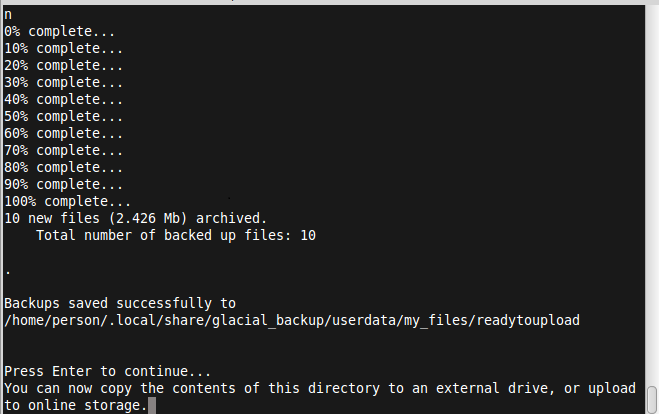 n
0% complete...
10% complete...
20% complete...
30% complete...
40% complete...
50% complete...
60% complete...
70% complete...
80% complete...
90% complete...
100% complete...
10 new files (2.426 Mb) archived.
    Total number of backed up files: 10
.
Backups saved successfully to
/home/person/.local/share/glacial_backup/userdata/my_files/readytoupload
Press Enter to continue...
You can now copy the contents of this directory to an external drive, or upload
to online storage.